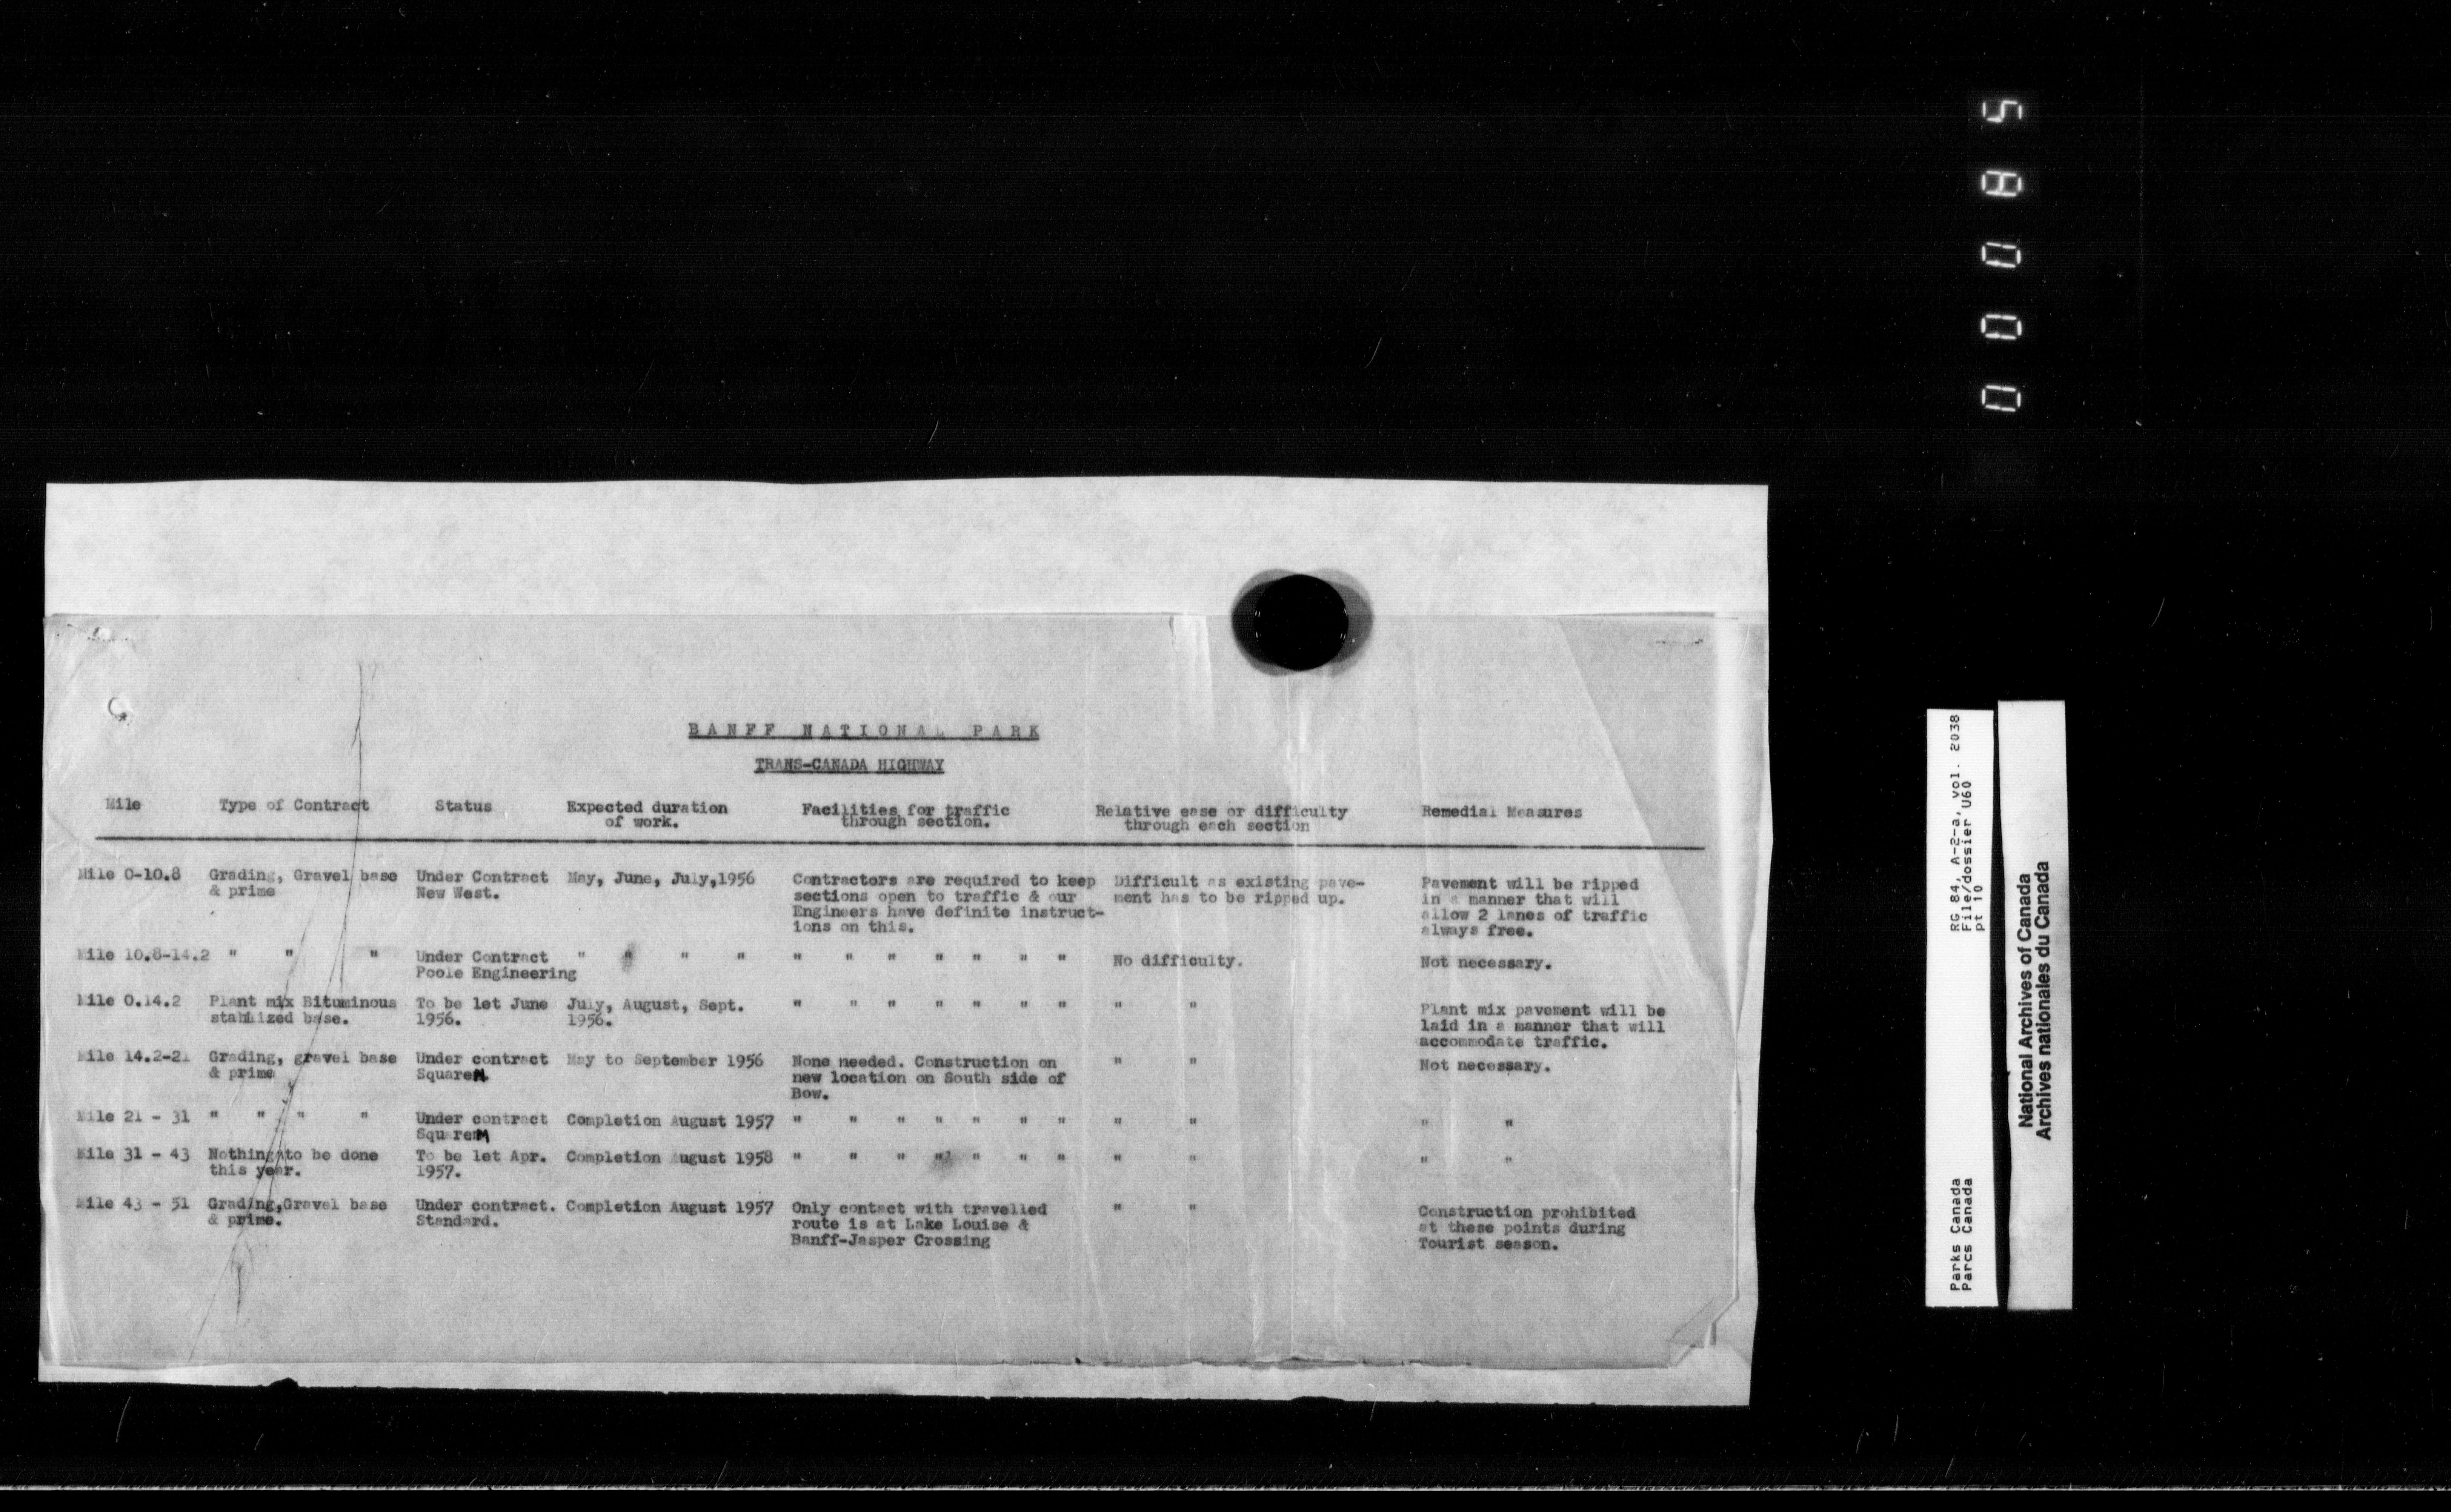 BANFF NATIONAL PARK
TRANS-CANADA HIGHWAY
Mile Type of Contract Status Expected duration of work. Facilities for traffic through section. Relative ease or difficulty through each section Remedial Measures
Mile 0-10.8 Grading, Gravel base Under Contract May, June, July,1956 Contractors are required to keep Difficult as existing pave- Pavement will be ripped
& prime New West. sections open to traffic & our ment has to be ripped up. in a manner that will
Engineers have definite instruct- allow 2 lanes of traffic
ions on this. always free.
Mile 10.8-14.2 " " " Under Contract " " " " " " " " " " " No difficulty. Not necessary.
Poole Engineering
Mile 0.14.2 Plant mix Bituminous To be let June July, August, Sept. " " " " " " " " " Plant mix pavement will be
stabilized base. 1956. 1956. laid in a manner that will
accommodate traffic.
Mile 14.2-21 Grading, gravel base Under contract May to September 1956 None needed. Construction on " " Not necessary.
& prime SquareM new location on South side of
Bow.
Mile 21 - 31 " " " " Under contract Completion August 1957 " " " " " " " " " " "
SquareM
Mile 31 - 43 Nothing to be done To be let Apr. Completion August 1958 " " " " " " " " " " "
this year. 1957.
Mile 43 - 51 Grading,Gravel base Under contract. Completion August 1957 Only contact with travelled " " Construction prohibited
& prime. Standard. route is at Lake Louise & at these points during
Banff-Jasper Crossing Tourist season.
5 8 0 0 0
RG 84, A-2-a, vol. 2038
File/dossier U60
pt 10
Parks Canada
Parcs Canada
National Archives of Canada
Archives nationales du Canada